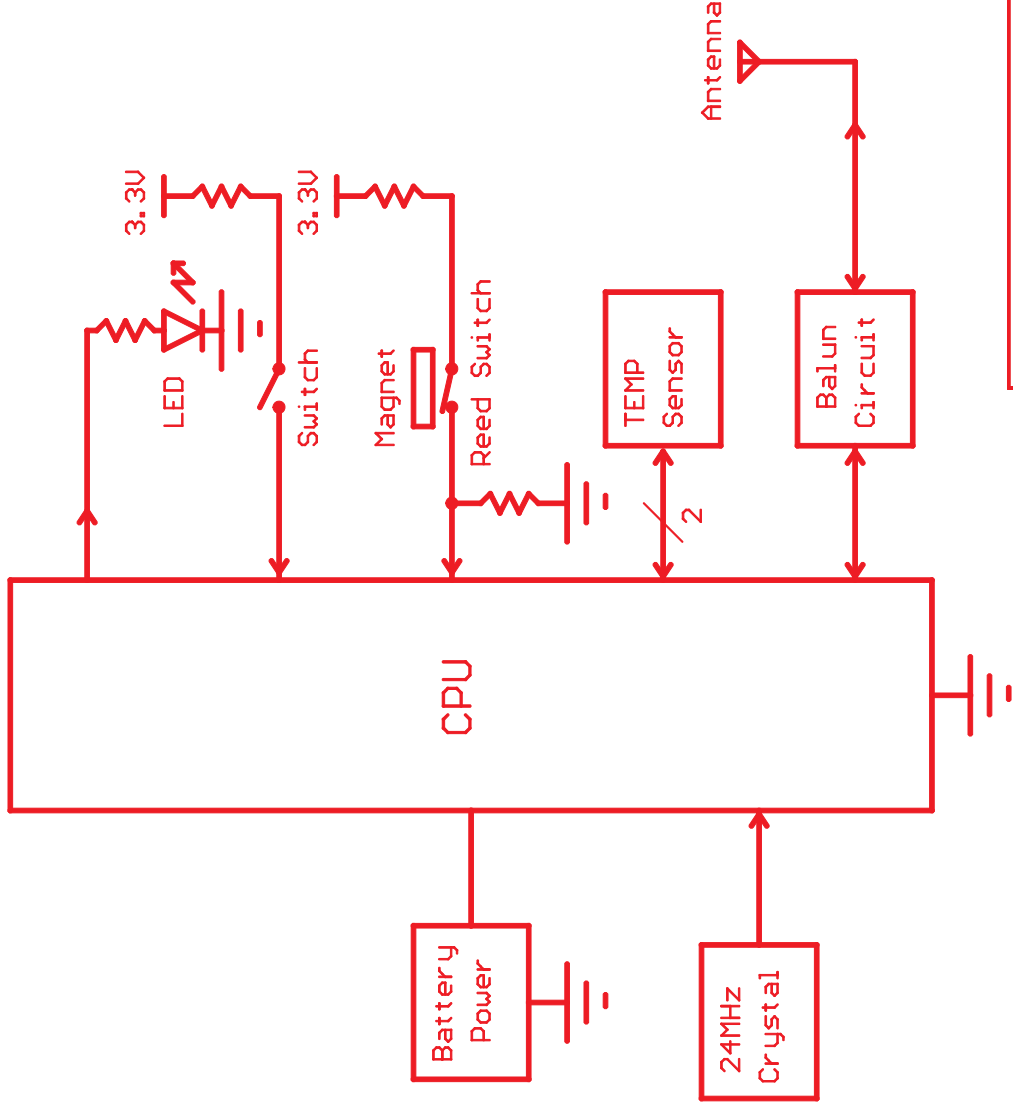 3.3V
LED
Switch
3.3V
Magnet
Reed Switch
TEMP
Sensor
2
Antenna
Balun
Circuit
CPU
Battery
Power
24MHz
Crystal